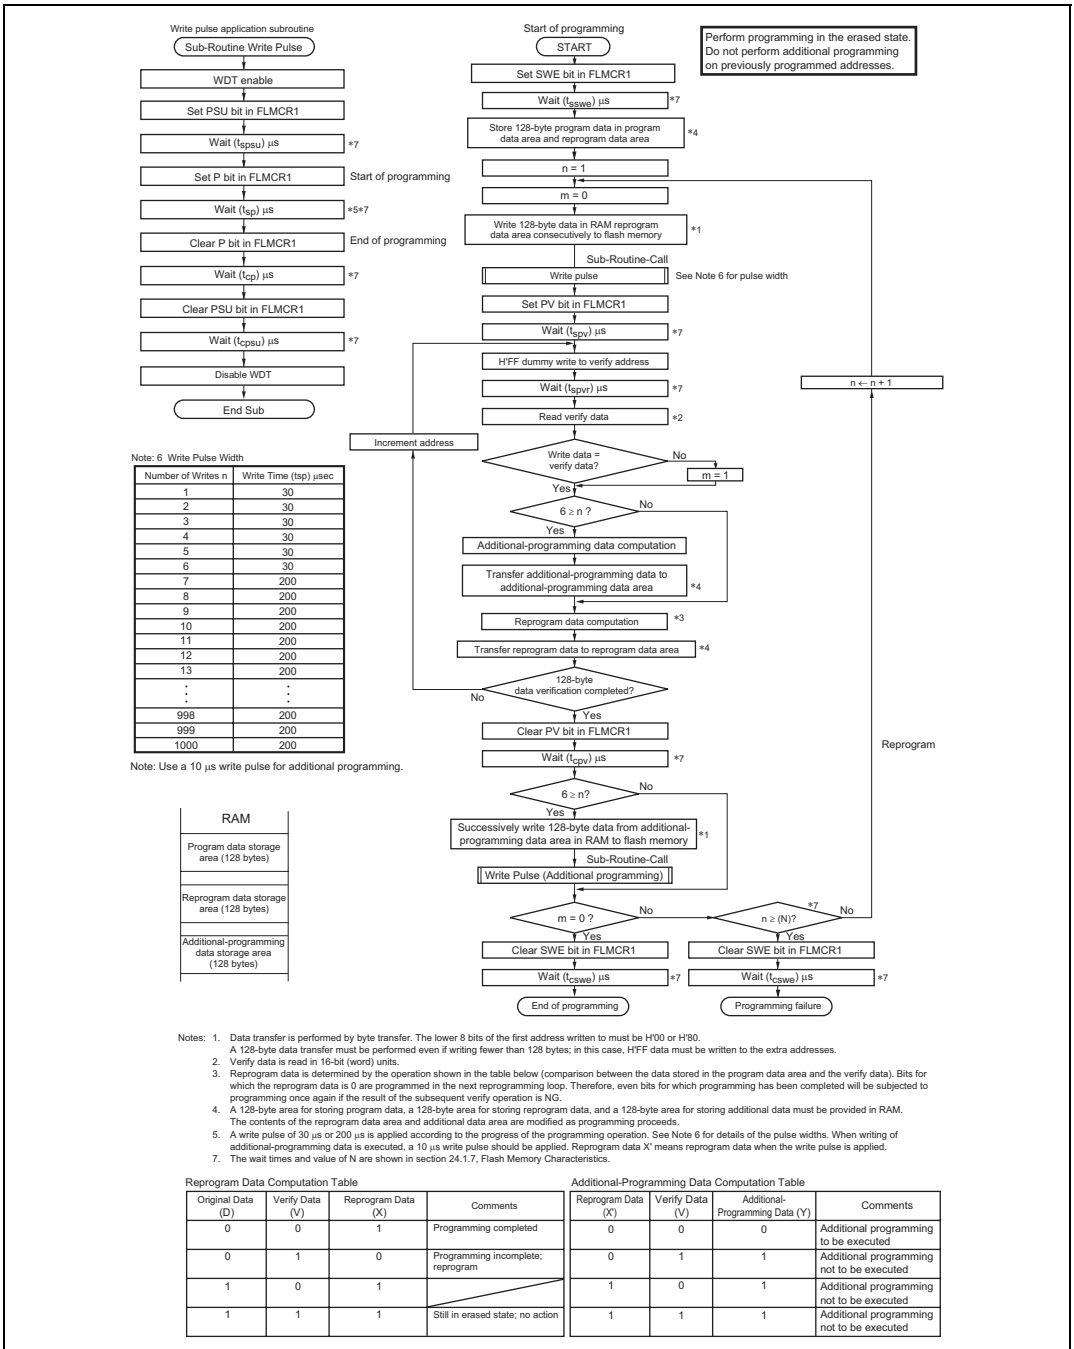 Write pulse application subroutine
Sub-Routine Write Pulse
WDT enable
Set PSU bit in FLMCR1
Wait (tspsu) μs
*7
Set P bit in FLMCR1
Start of programming
Wait (tsp) μs
*5*7
Clear P bit in FLMCR1
End of programming
Wait (tcp) μs
*7
Clear PSU bit in FLMCR1
Wait (tcpsu) μs
*7
Disable WDT
End Sub
Note: 6 Write Pulse Width
Number of Writes n Write Time (tsp) μsec
1 30
2 30
3 30
4 30
5 30
6 30
7 200
8 200
9 200
10 200
11 200
12 200
13 200
998 200
999 200
1000 200
Note: Use a 10 μs write pulse for additional programming.
RAM
Program data storage
area (128 bytes)
Reprogram data storage
area (128 bytes)
Additional-programming
data storage area
(128 bytes)
Start of programming
START
Perform programming in the erased state.
Do not perform additional programming
on previously programmed addresses.
Set SWE bit in FLMCR1
Wait (tsswe) μs
*7
Store 128-byte program data in program
data area and reprogram data area
*4
n = 1
m = 0
Write 128-byte data in RAM reprogram
data area consecutively to flash memory
*1
Sub-Routine-Call
Write pulse
See Note 6 for pulse width
Set PV bit in FLMCR1
Wait (tspv) μs
*7
H'FF dummy write to verify address
Wait (tspvr) μs
*7
n ← n + 1
Read verify data
*2
Increment address
Write data =
verify data?
No
m = 1
Yes
6 ≥ n ?
No
Yes
Additional-programming data computation
Transfer additional-programming data to
additional-programming data area
*4
Reprogram data computation
*3
Transfer reprogram data to reprogram data area
*4
128-byte
data verification completed?
No
Yes
Clear PV bit in FLMCR1
Reprogram
Wait (tcpv) μs
*7
6 ≥ n?
No
Yes
Successively write 128-byte data from additional-
programming data area in RAM to flash memory
*1
Sub-Routine-Call
Write Pulse (Additional programming)
m = 0 ?
No
n ≥ (N)?
*7
No
Yes
Yes
Clear SWE bit in FLMCR1
Clear SWE bit in FLMCR1
Wait (tcswe) μs
*7
Wait (tcswe) μs
*7
End of programming
Programming failure
Notes: 1. Data transfer is performed by byte transfer. The lower 8 bits of the first address written to must be H'00 or H'80.
A 128-byte data transfer must be performed even if writing fewer than 128 bytes; in this case, H'FF data must be written to the extra addresses.
2. Verify data is read in 16-bit (word) units.
3. Reprogram data is determined by the operation shown in the table below (comparison between the data stored in the program data area and the verify data). Bits for
which the reprogram data is 0 are programmed in the next reprogramming loop. Therefore, even bits for which programming has been completed will be subjected to
programming once again if the result of the subsequent verify operation is NG.
4. A 128-byte area for storing program data, a 128-byte area for storing reprogram data, and a 128-byte area for storing additional data must be provided in RAM.
The contents of the reprogram data area and additional data area are modified as programming proceeds.
5. A write pulse of 30 μs or 200 μs is applied according to the progress of the programming operation. See Note 6 for details of the pulse widths. When writing of
additional-programming data is executed, a 10 μs write pulse should be applied. Reprogram data X' means reprogram data when the write pulse is applied.
7. The wait times and value of N are shown in section 24.1.7, Flash Memory Characteristics.
Reprogram Data Computation Table
Original Data (D) Verify Data (V) Reprogram Data (X) Comments
0 0 1 Programming completed
0 1 0 Programming incomplete; reprogram
1 0 1
1 1 1 Still in erased state; no action
Additional-Programming Data Computation Table
Reprogram Data (X') Verify Data (V) Additional-Programming Data (Y) Comments
0 0 0 Additional programming to be executed
0 1 1 Additional programming not to be executed
1 0 1 Additional programming not to be executed
1 1 1 Additional programming not to be executed